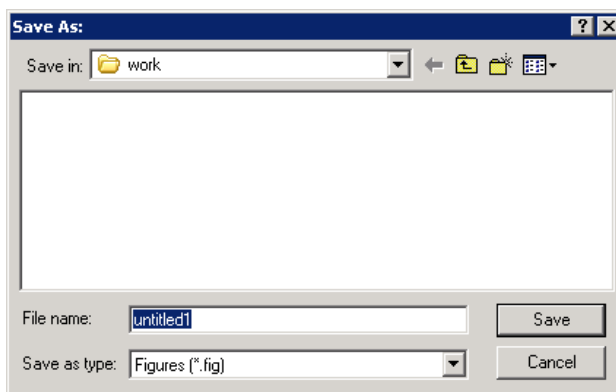 Save As:
Save in: work
File name: untitled1 Save
Save as type: Figures (*.fig) Cancel